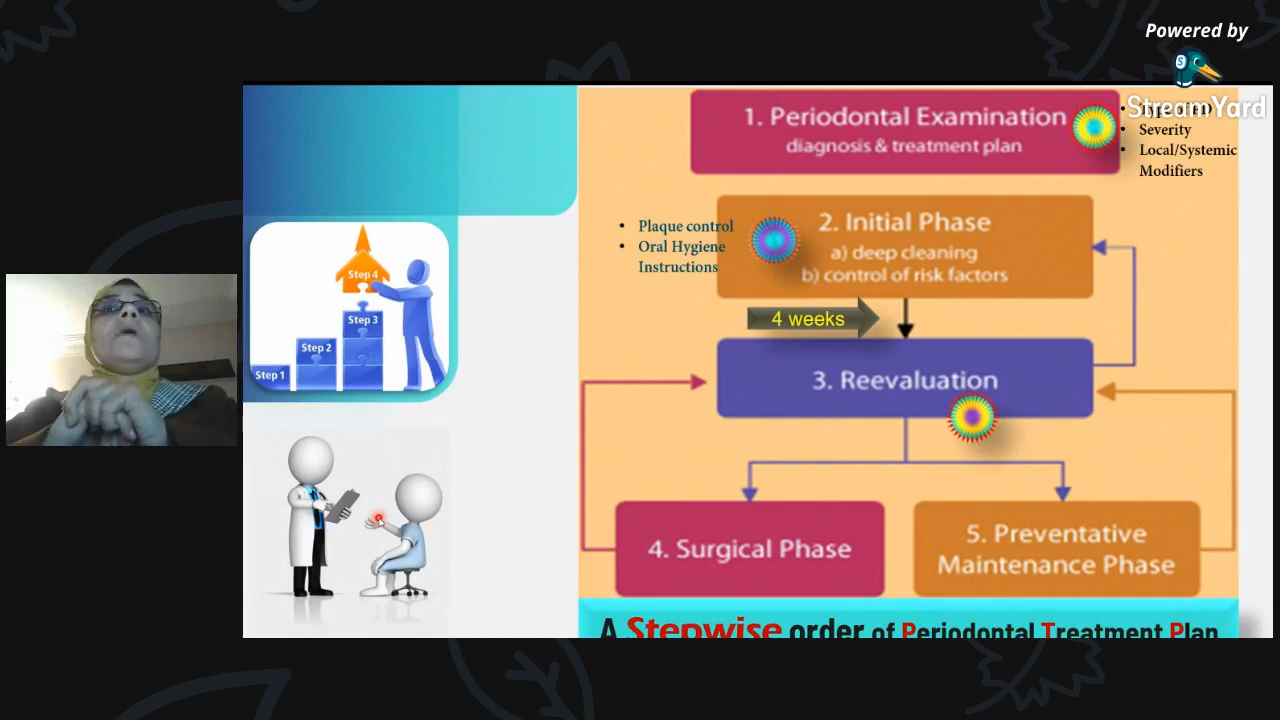 Powered by
StreamYard
1. Periodontal Examination
diagnosis & treatment plan
• Severity
• Local/Systemic
Modifiers
• Plaque control
• Oral Hygiene
Instructions
2. Initial Phase
a) deep cleaning
b) control of risk factors
4 weeks
3. Reevaluation
4. Surgical Phase
5. Preventative
Maintenance Phase
Step 4
Step 3
Step 2
Step 1
A Stepwise order of Periodontal Treatment Plan